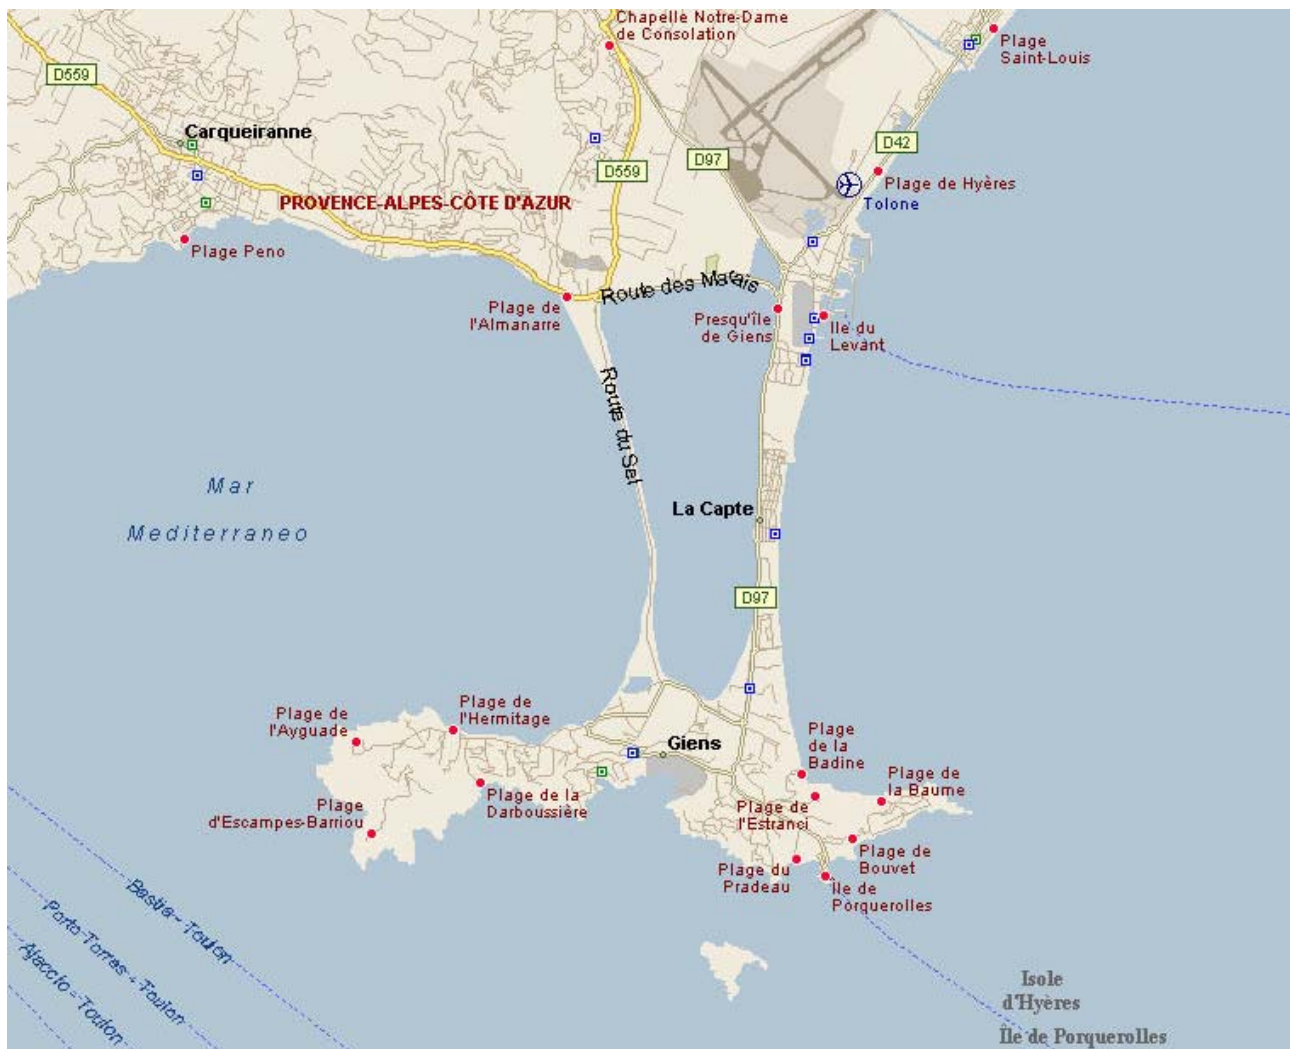 Chapelle Notre-Dame
de Consolation
Plage
Saint-Louis
D559
Carqueiranne
D42
D97
D559
Plage de Hyères
Tolone
PROVENCE-ALPES-CÔTE D'AZUR
Plage Peno
Route des Marais
Plage de
l'Almanarre
Presqu'île
de Giens
Ile du
Levant
Route du Sel
Mar
Mediterraneo
La Capte
D97
Plage de
l'Hermitage
Plage de
l'Ayguade
Giens
Plage
de la
Badine
Plage de
la Baume
Plage de la
Darboussière
Plage
d'Escampes-Barriou
Plage de
l'Estranci
Plage de
Bouvet
Plage du
Pradeau
Île de
Porquerolles
Bastia - Toulon
Porto-Torres - Toulon
Ajaccio - Toulon
Isole
d'Hyères
Île de Porquerolles